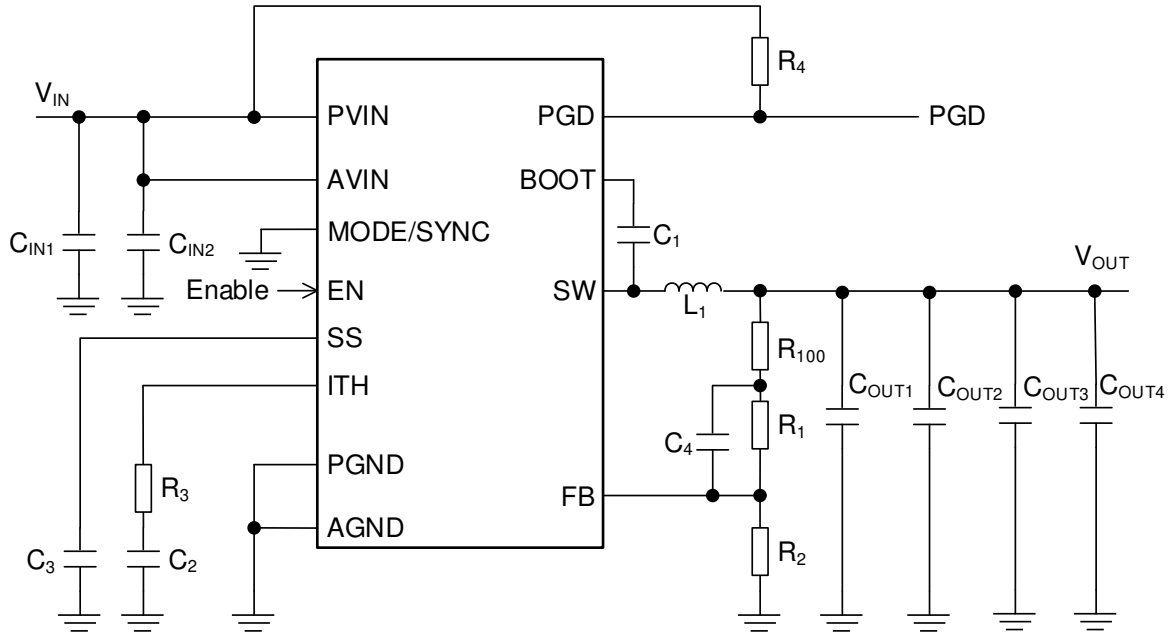 R4
VIN
PVIN
PGD
PGD
AVIN
BOOT
CIN1
CIN2
MODE/SYNC
C1
Enable
EN
SW
L1
VOUT
SS
R100
ITH
COUT1
COUT2
COUT3
COUT4
C4
R1
PGND
R3
FB
AGND
C3
C2
R2